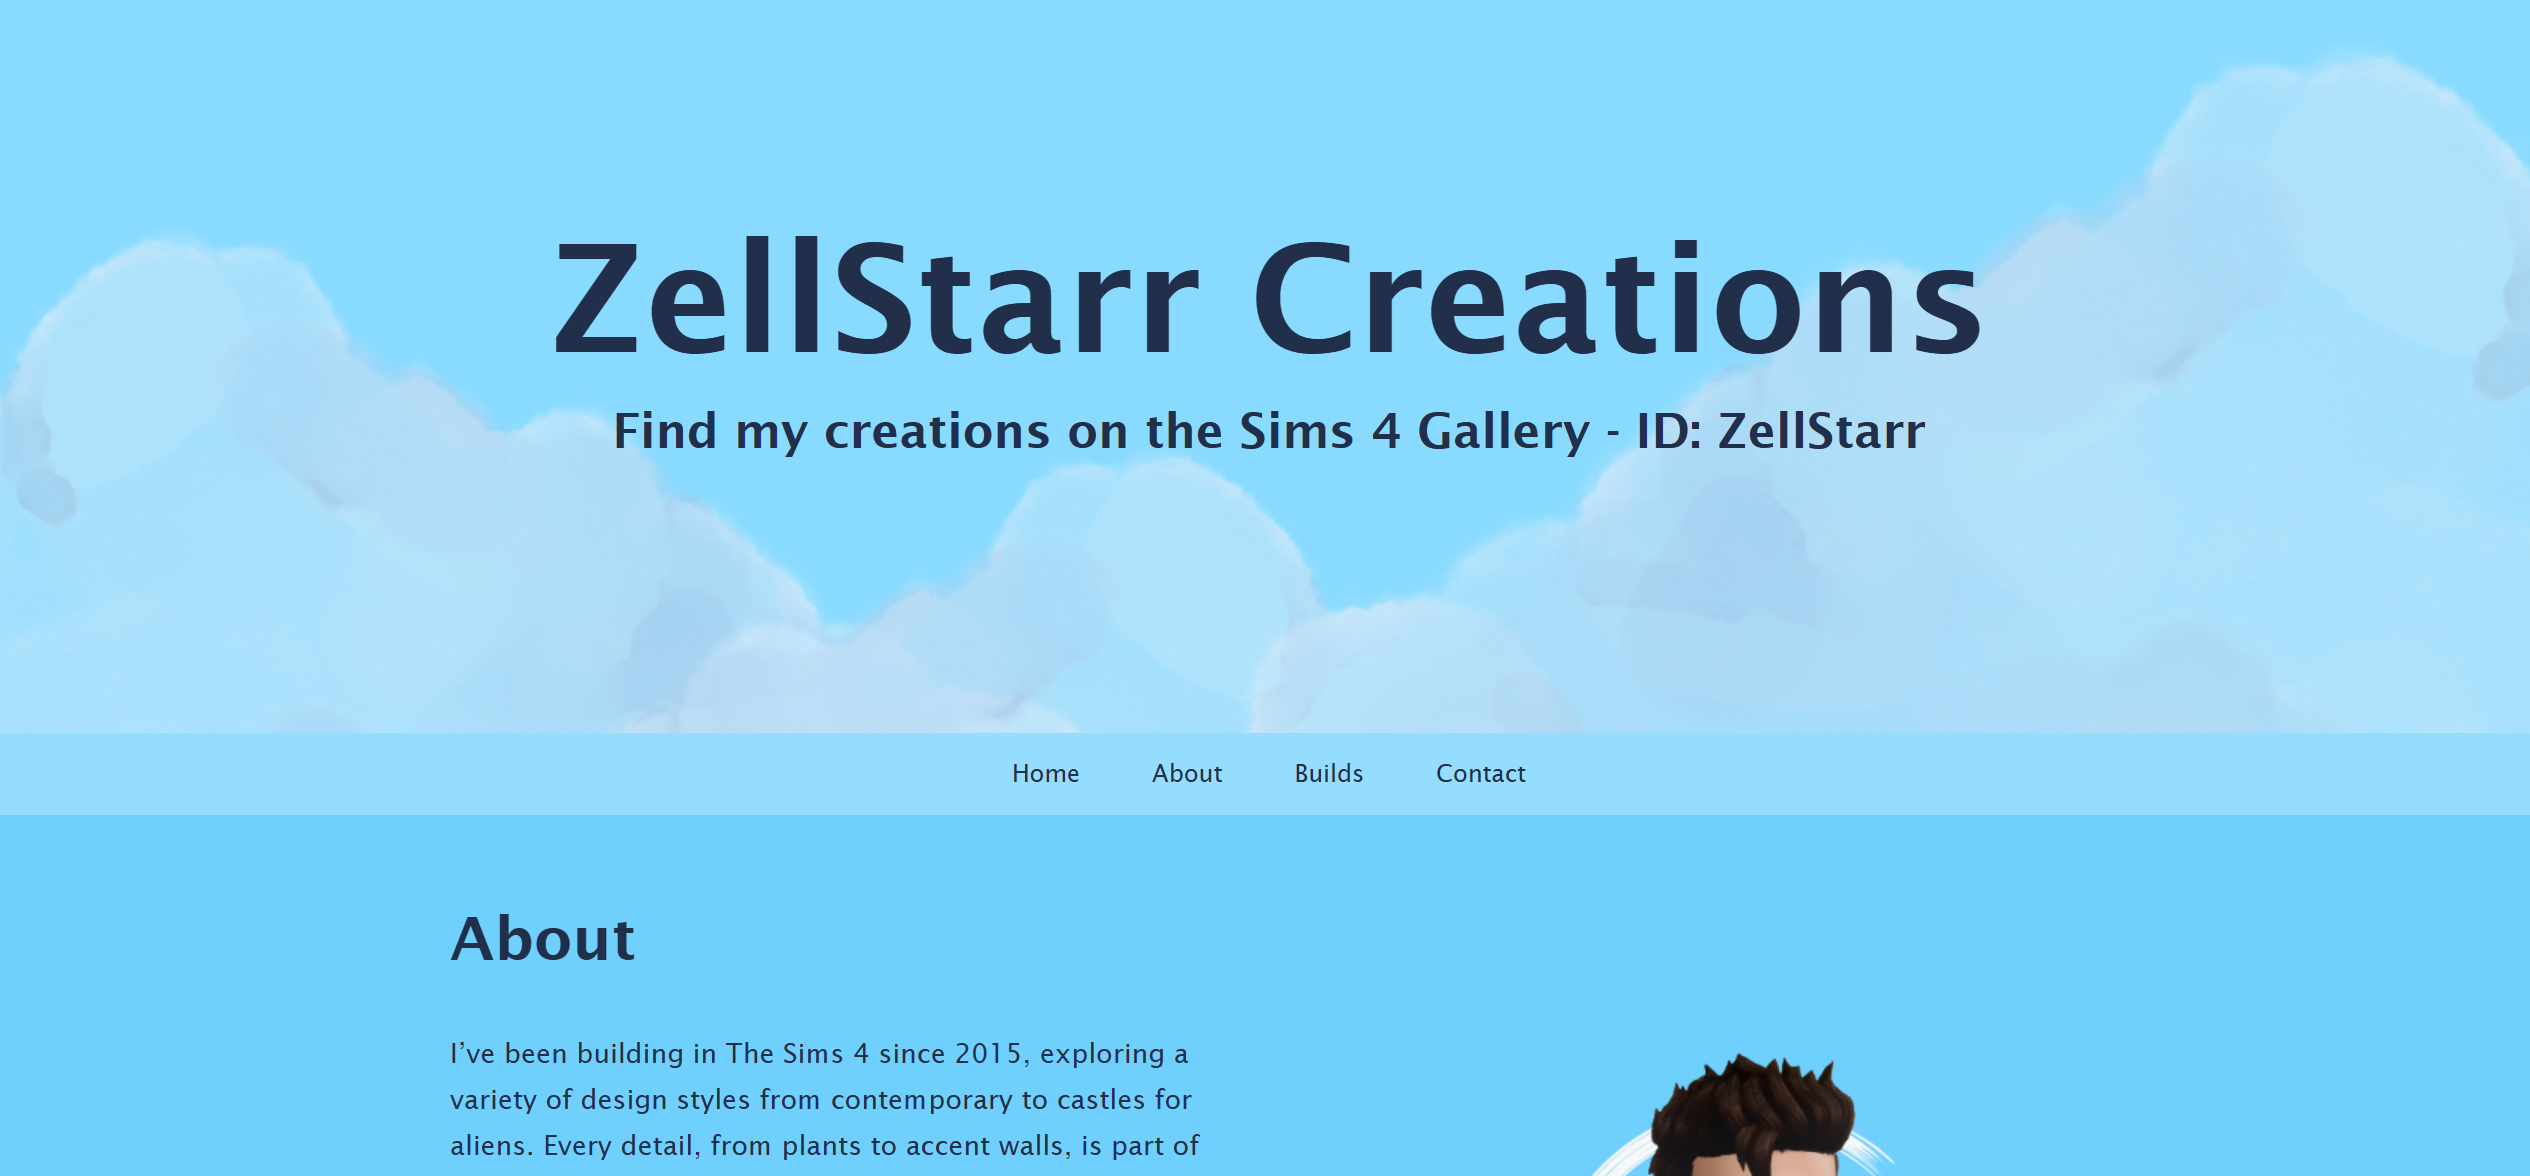 ZellStarr Creations
Find my creations on the Sims 4 Gallery - ID: ZellStarr
Home About Builds Contact
About
I’ve been building in The Sims 4 since 2015, exploring a
variety of design styles from contemporary to castles for
aliens. Every detail, from plants to accent walls, is part of